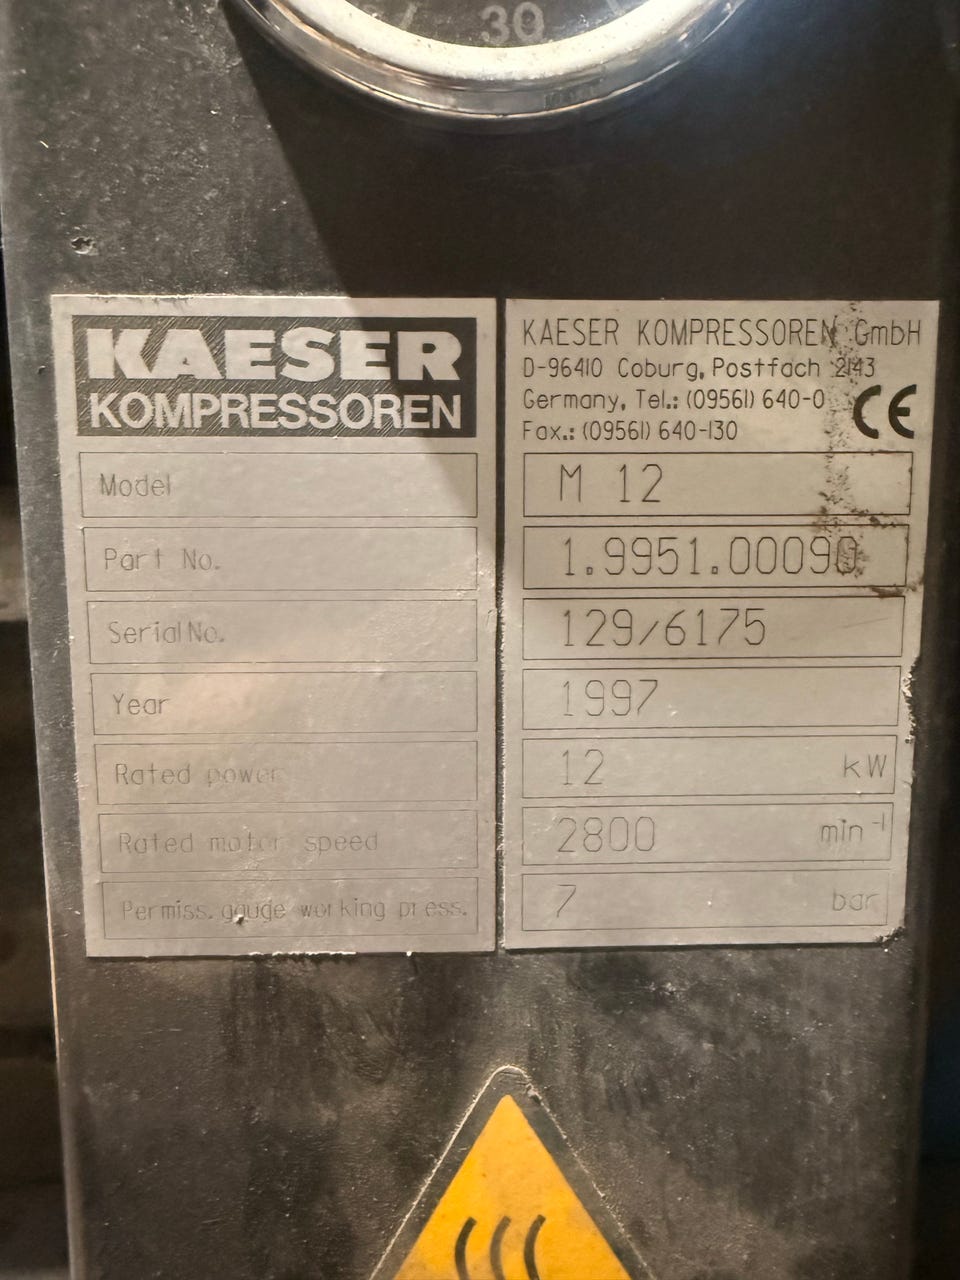 30
KAESER
KOMPRESSOREN
KAESER KOMPRESSOREN GmbH
D-96410 Coburg, Postfach 2143
Germany, Tel.: (09561) 640-0
Fax.: (09561) 640-130
CE
Model M 12
Part No. 1.9951.00090
Serial No. 129/6175
Year 1997
Rated power 12 kW
Rated motor speed 2800 min⁻¹
Permiss. gauge working press. 7 bar